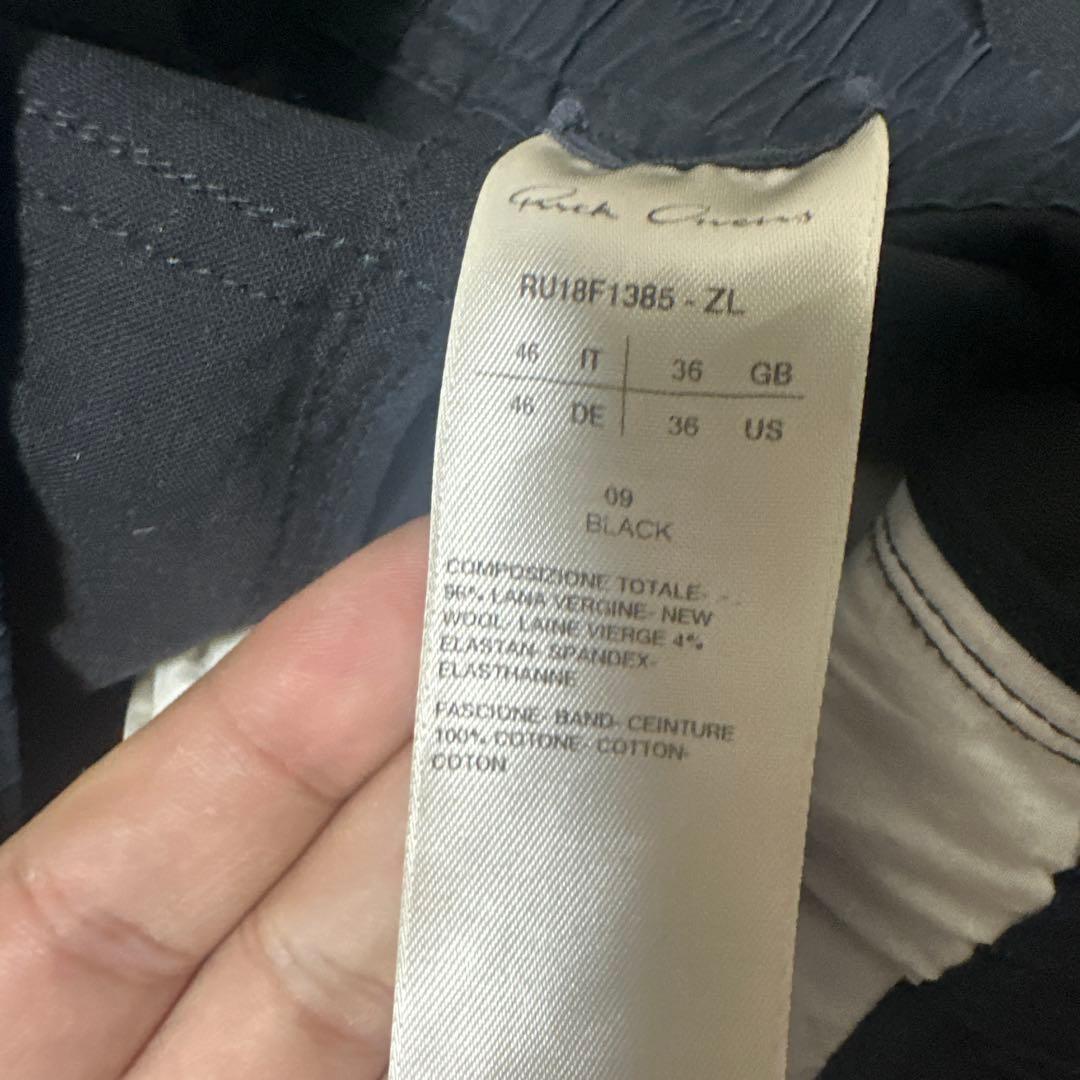 Rick Owens
RU18F1385 - ZL
46 IT 36 GB
46 DE 36 US
09
BLACK
COMPOSIZIONE TOTALE-
96% LANA VERGINE- NEW
WOOL, LAINE VIERGE 4%
ELASTAN- SPANDEX-
ELASTHANNE
FASCIONE- BAND- CEINTURE
100% COTONE- COTTON-
COTON